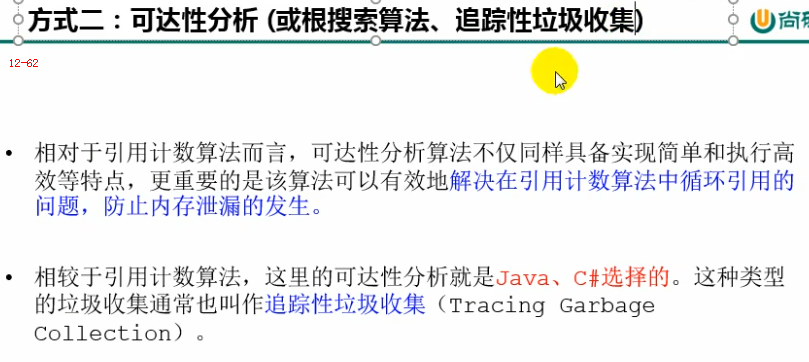 方式二：可达性分析 (或根搜索算法、追踪性垃圾收集)
尚
12-62
• 相对于引用计数算法而言，可达性分析算法不仅同样具备实现简单和执行高
效等特点，更重要的是该算法可以有效地解决在引用计数算法中循环引用的
问题，防止内存泄漏的发生。
• 相较于引用计数算法，这里的可达性分析就是Java、C#选择的。这种类型
的垃圾收集通常也叫作追踪性垃圾收集（Tracing Garbage
Collection）。